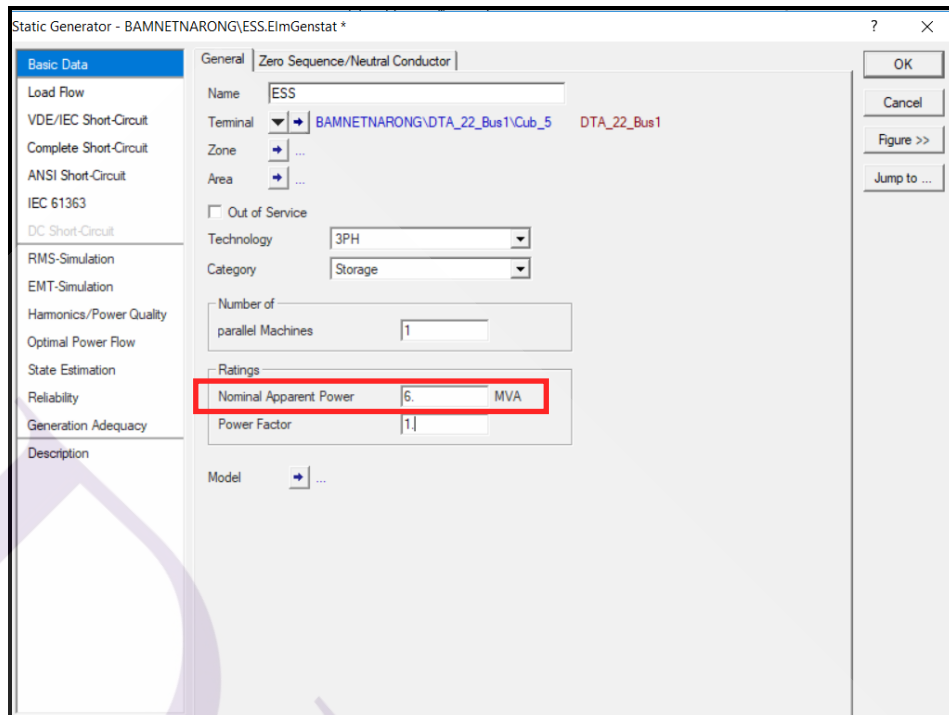 Static Generator - BAMNETNARONG\ESS.ElmGenstat *
?
Basic Data
Load Flow
VDE/IEC Short-Circuit
Complete Short-Circuit
ANSI Short-Circuit
IEC 61363
DC Short-Circuit
RMS-Simulation
EMT-Simulation
Harmonics/Power Quality
Optimal Power Flow
State Estimation
Reliability
Generation Adequacy
Description
General Zero Sequence/Neutral Conductor
Name ESS
Terminal BAMNETNARONG\DTA_22_Bus1\Cub_5 DTA_22_Bus1
Zone ...
Area ...
Out of Service
Technology 3PH
Category Storage
Number of
parallel Machines 1
Ratings
Nominal Apparent Power 6. MVA
Power Factor 1.
Model ...
OK
Cancel
Figure >>
Jump to ...